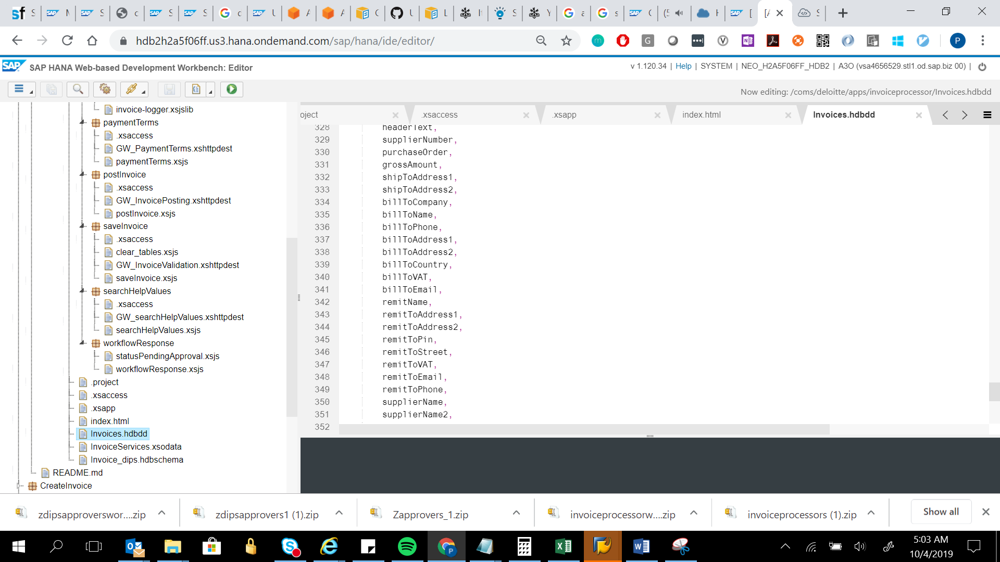 hdb2h2a5f06ff.us3.hana.ondemand.com/sap/hana/ide/editor/
SAP SAP HANA Web-based Development Workbench: Editor
v 1.120.34 | Help | SYSTEM | NEO_H2A5F06FF_HDB2 | A3O (vsa4656529.stl1.od.sap.biz 00) |
Now editing: /coms/deloitte/apps/invoiceprocessor/Invoices.hdbdd
invoice-logger.xsjslib
paymentTerms
.xsaccess
GW_PaymentTerms.xshttpdest
paymentTerms.xsjs
postInvoice
.xsaccess
GW_InvoicePosting.xshttpdest
postInvoice.xsjs
saveInvoice
.xsaccess
clear_tables.xsjs
GW_InvoiceValidation.xshttpdest
saveInvoice.xsjs
searchHelpValues
.xsaccess
GW_searchHelpValues.xshttpdest
searchHelpValues.xsjs
workflowResponse
statusPendingApproval.xsjs
workflowResponse.xsjs
.project
.xsaccess
.xsapp
index.html
Invoices.hdbdd
InvoiceServices.xsodata
Invoice_dips.hdbschema
README.md
CreateInvoice
oject
.xsaccess
.xsapp
index.html
Invoices.hdbdd
328 headerText,
329 supplierNumber,
330 purchaseOrder,
331 grossAmount,
332 shipToAddress1,
333 shipToAddress2,
334 billToCompany,
335 billToName,
336 billToPhone,
337 billToAddress1,
338 billToAddress2,
339 billToCountry,
340 billToVAT,
341 billToEmail,
342 remitName,
343 remitToAddress1,
344 remitToAddress2,
345 remitToPin,
346 remitToStreet,
347 remitToVAT,
348 remitToEmail,
349 remitToPhone,
350 supplierName,
351 supplierName2,
352
zdipsapproverswor....zip
zdipsapprovers1 (1).zip
Zapprovers_1.zip
invoiceprocessorw....zip
invoiceprocessors (1).zip
Show all
5:03 AM
10/4/2019